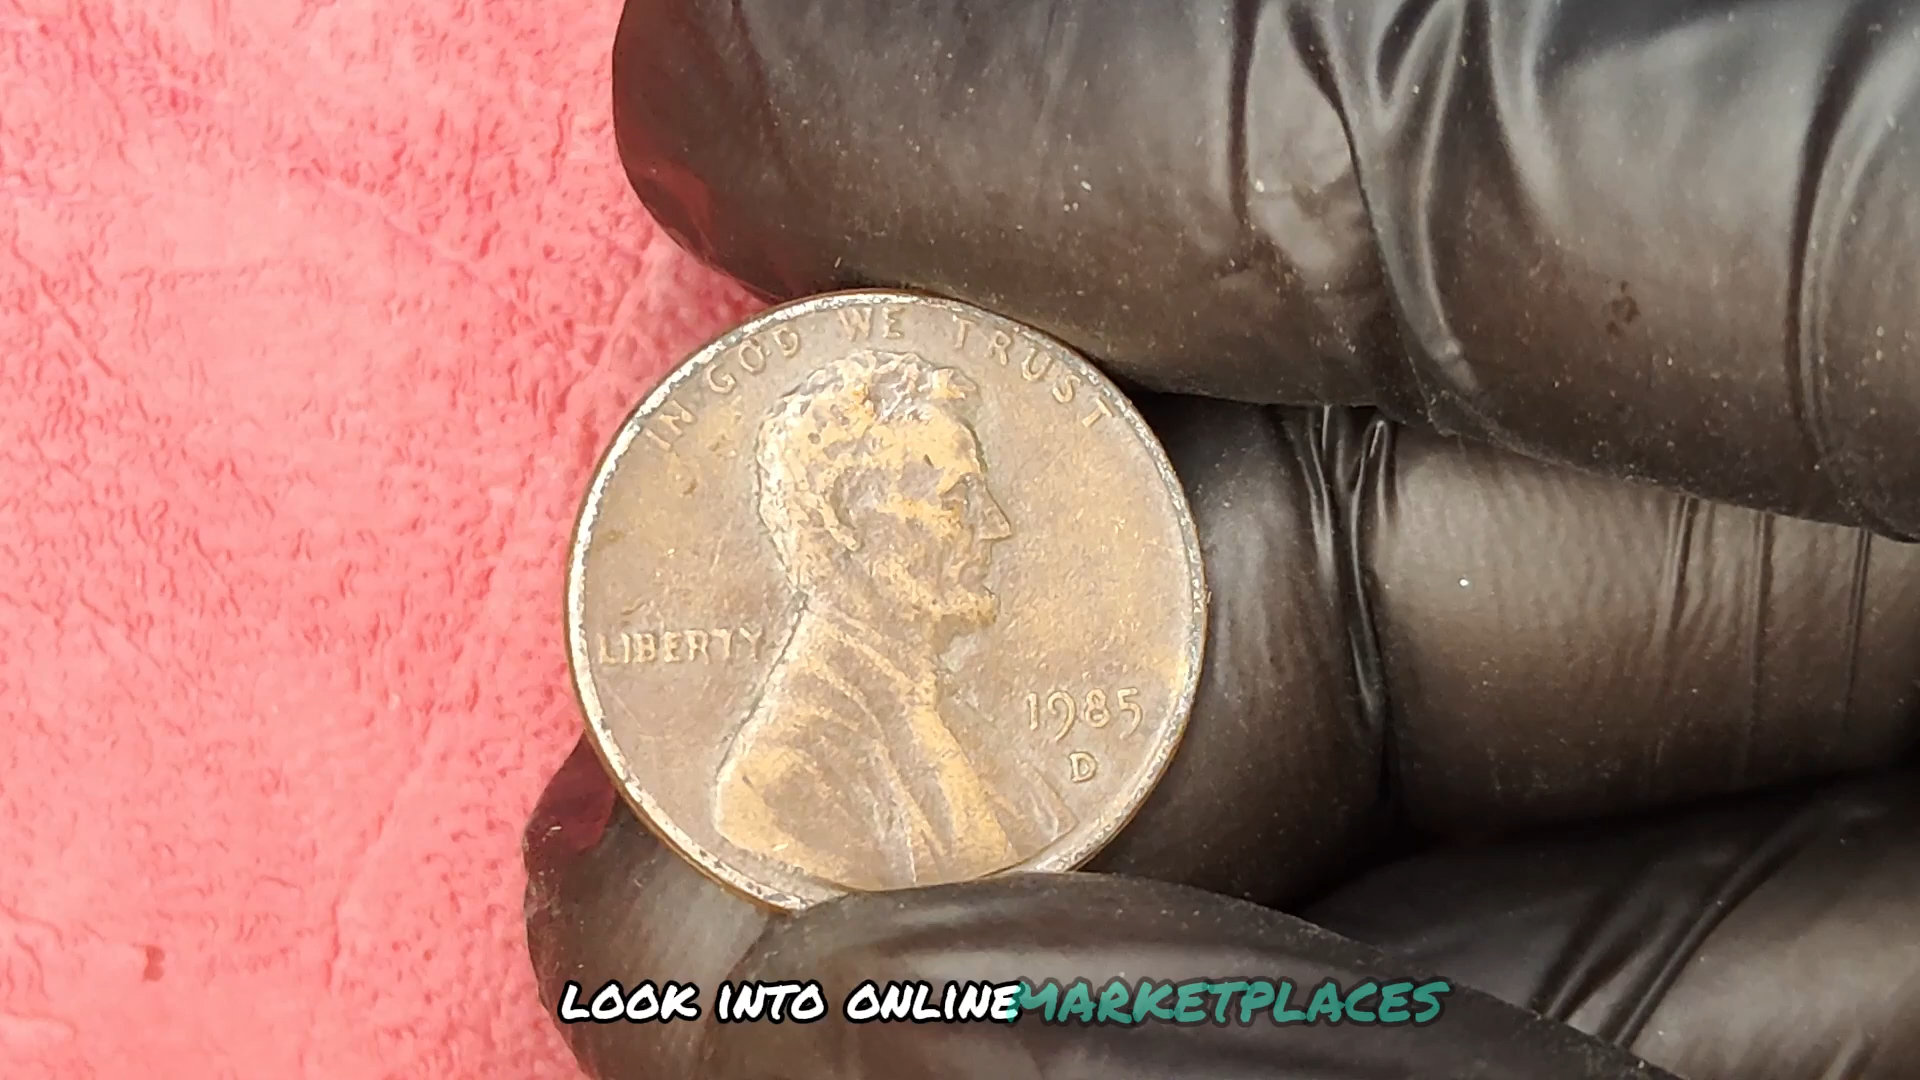 IN GOD WE TRUST
LIBERTY
1985
D
LOOK INTO ONLINE MARKETPLACES